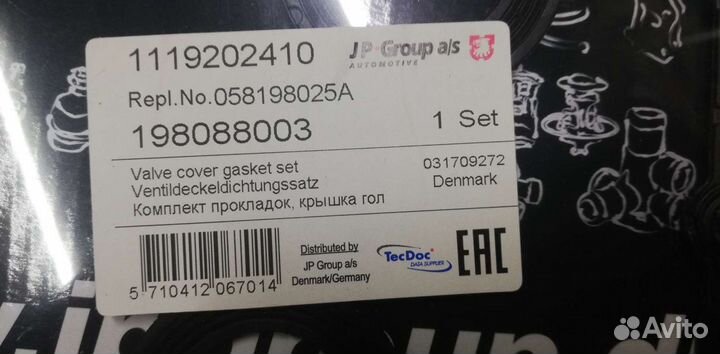 1119202410
JP Group a/s
AUTOMOTIVE
Repl.No.058198025A
198088003
1 Set
Valve cover gasket set
031709272
Ventildeckeldichtungssatz
Denmark
Комплект прокладок, крышка гол
Distributed by
JP Group a/s
Denmark/Germany
TecDoc
DATA SUPPLIER
EAC
5 710412 067014
Avito